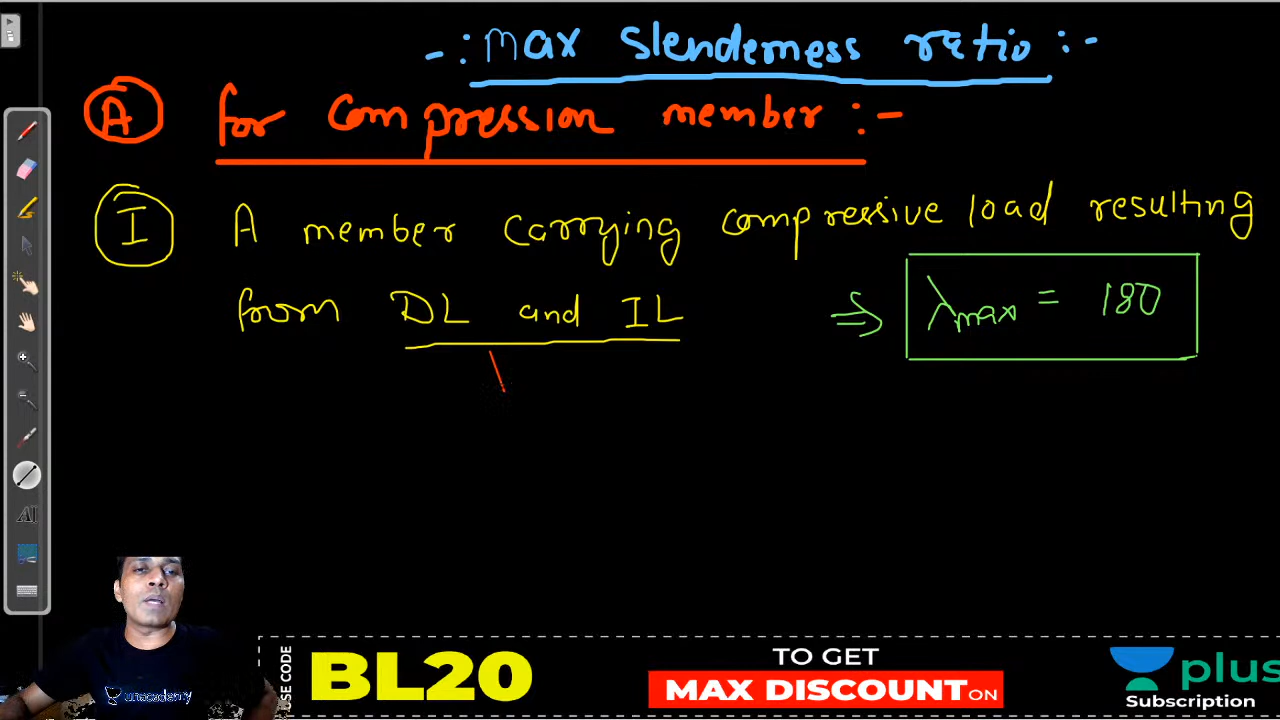 -: Max slenderness ratio :-
A for compression member :-
I A member carrying compressive load resulting
from DL and IL ⇒ λmax = 180
AI
unacademy
USE CODE
BL20
TO GET
MAX DISCOUNT ON
plus
Subscription